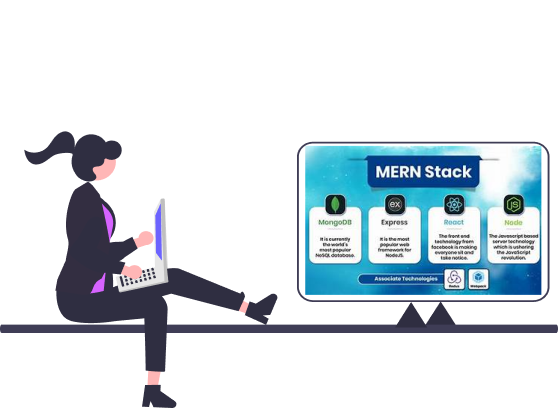 MERN Stack
ex
JS
MongoDB
Express
React
Node
It is currently
the world's
most popular
NoSQL database.
It is the most
popular web
framework for
NodeJS.
The front end
technology from
facebook is making
everyone sit and
take notice.
The Javascript based
server technology
which is ushering
the JavaScript
revolution.
Associate Technologies
Redux
Webpack